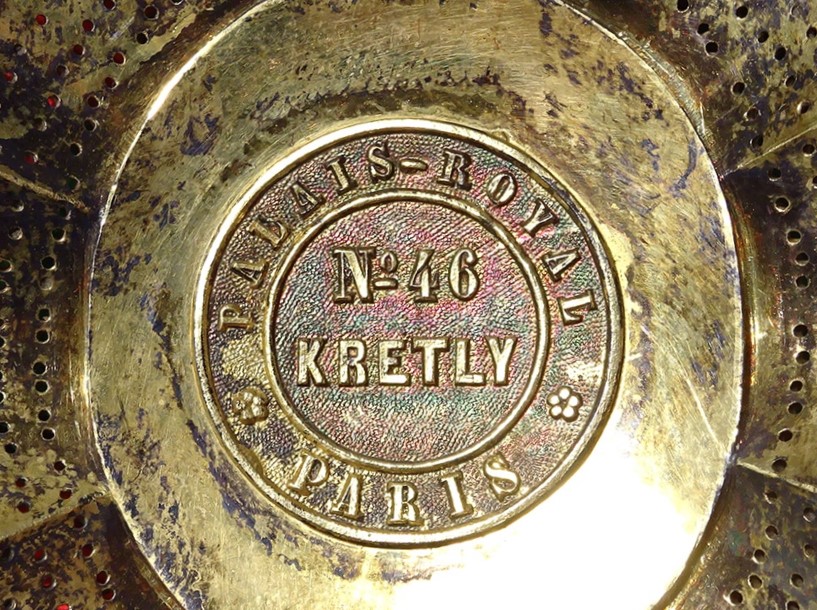 PALAIS-ROYAL
Nº 46
KRETLY
PARIS